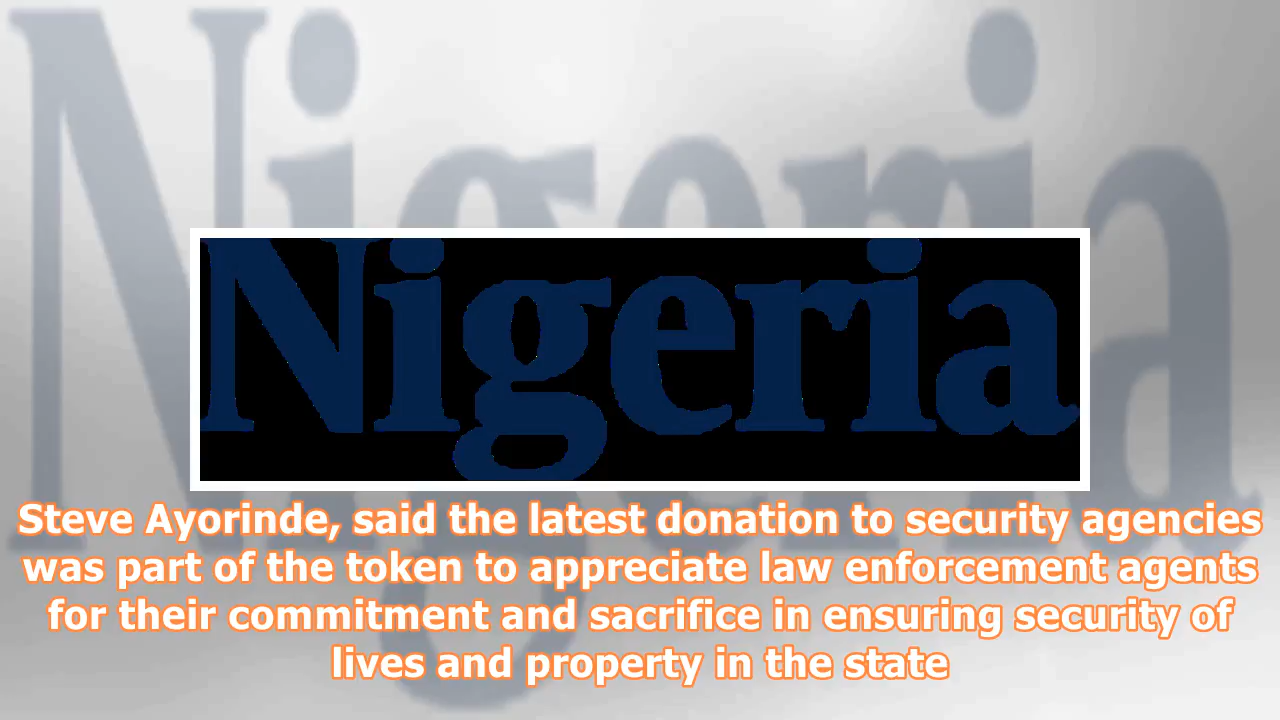 Nigeria
Nigeria
Steve Ayorinde, said the latest donation to security agencies
was part of the token to appreciate law enforcement agents
for their commitment and sacrifice in ensuring security of
lives and property in the state